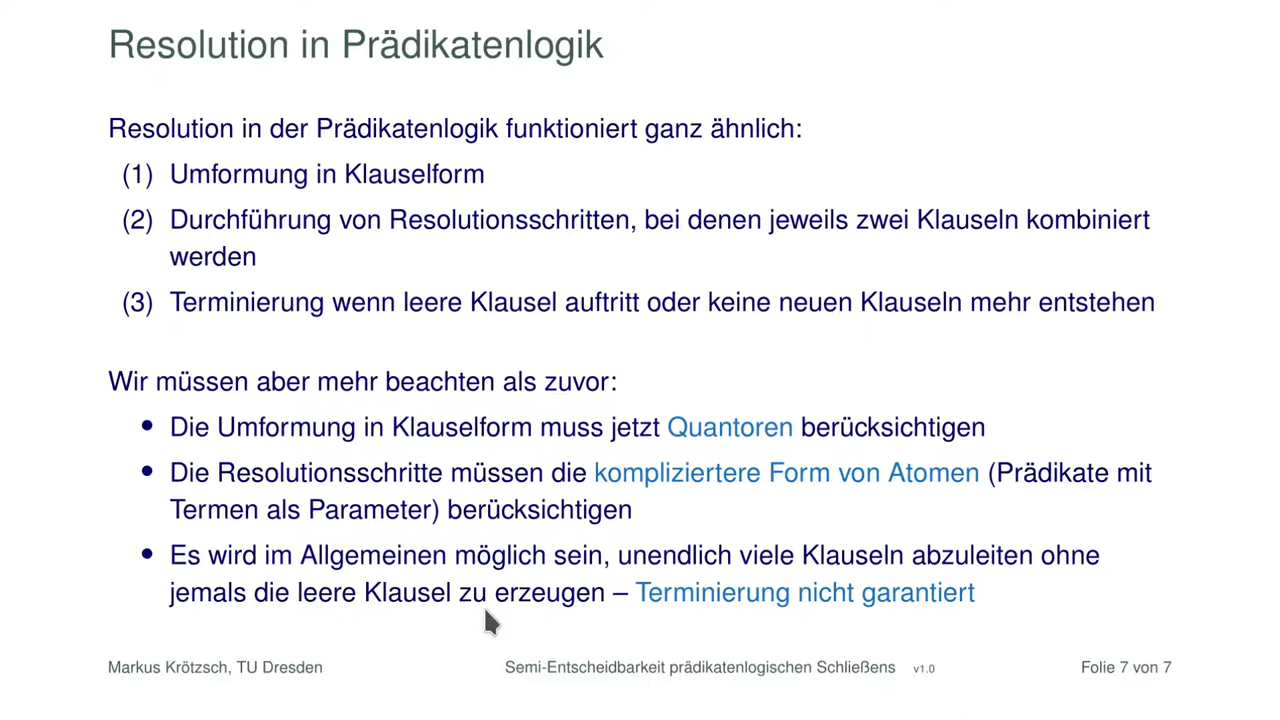 Resolution in Prädikatenlogik
Resolution in der Prädikatenlogik funktioniert ganz ähnlich:
(1) Umformung in Klauselform
(2) Durchführung von Resolutionsschritten, bei denen jeweils zwei Klauseln kombiniert
werden
(3) Terminierung wenn leere Klausel auftritt oder keine neuen Klauseln mehr entstehen
Wir müssen aber mehr beachten als zuvor:
• Die Umformung in Klauselform muss jetzt Quantoren berücksichtigen
• Die Resolutionsschritte müssen die kompliziertere Form von Atomen (Prädikate mit
Termen als Parameter) berücksichtigen
• Es wird im Allgemeinen möglich sein, unendlich viele Klauseln abzuleiten ohne
jemals die leere Klausel zu erzeugen – Terminierung nicht garantiert
Markus Krötzsch, TU Dresden Semi-Entscheidbarkeit prädikatenlogischen Schließens v1.0 Folie 7 von 7